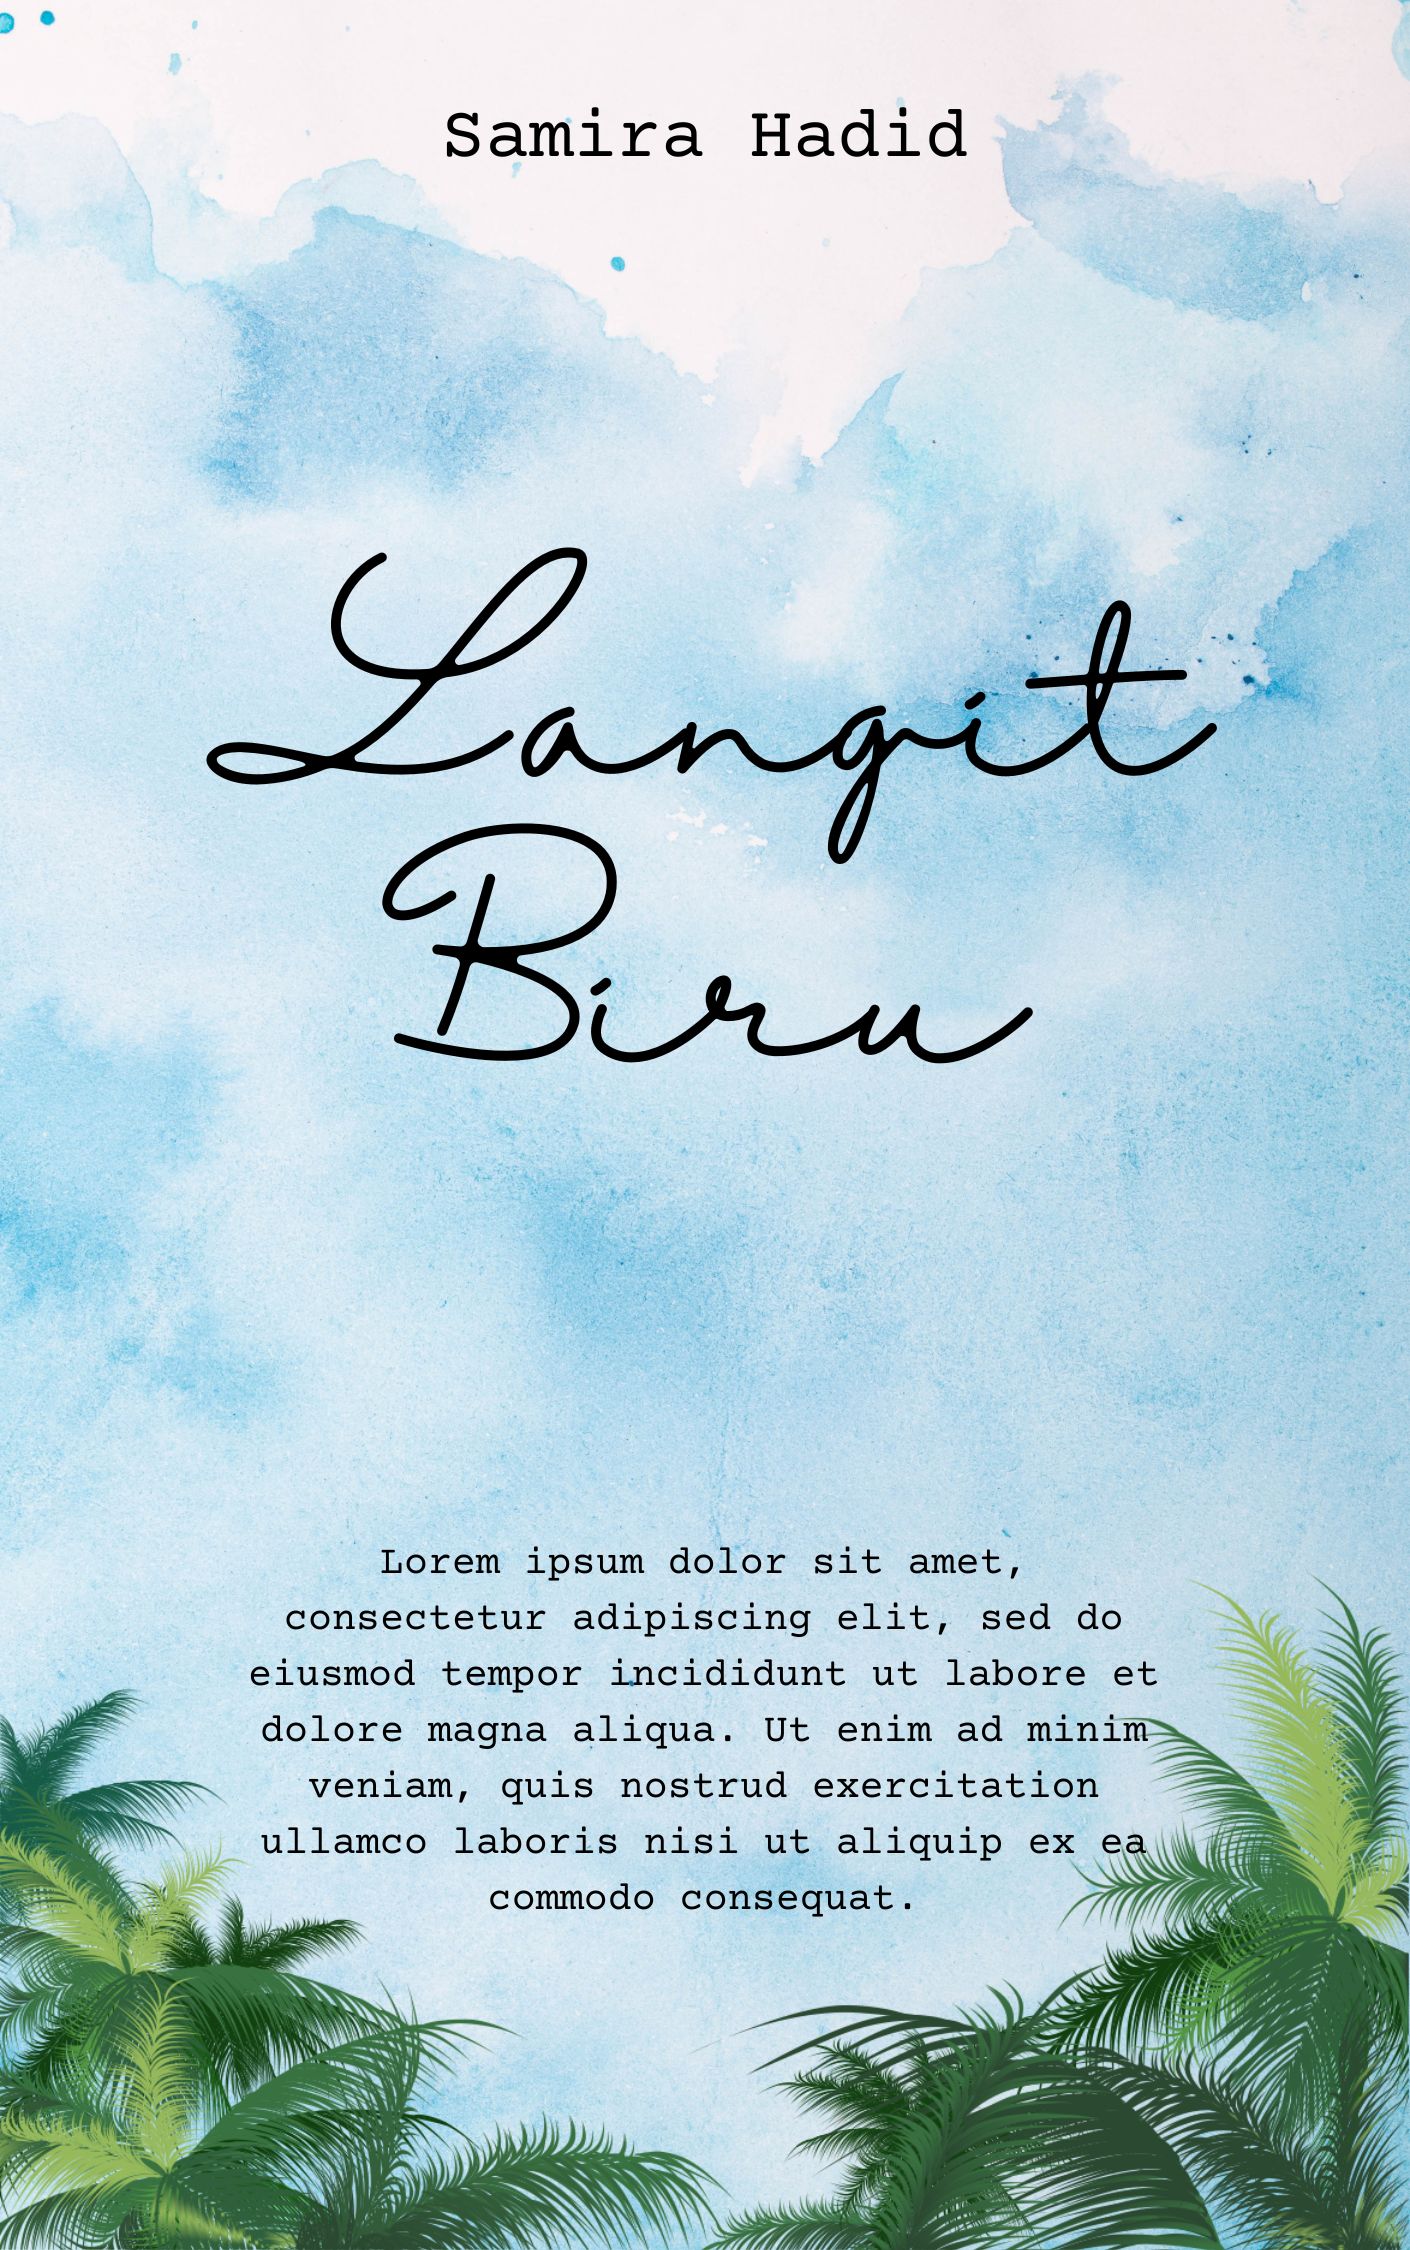 Samira Hadid
Langit
Biru
Lorem ipsum dolor sit amet,
consectetur adipiscing elit, sed do
eiusmod tempor incididunt ut labore et
dolore magna aliqua. Ut enim ad minim
veniam, quis nostrud exercitation
ullamco laboris nisi ut aliquip ex ea
commodo consequat.